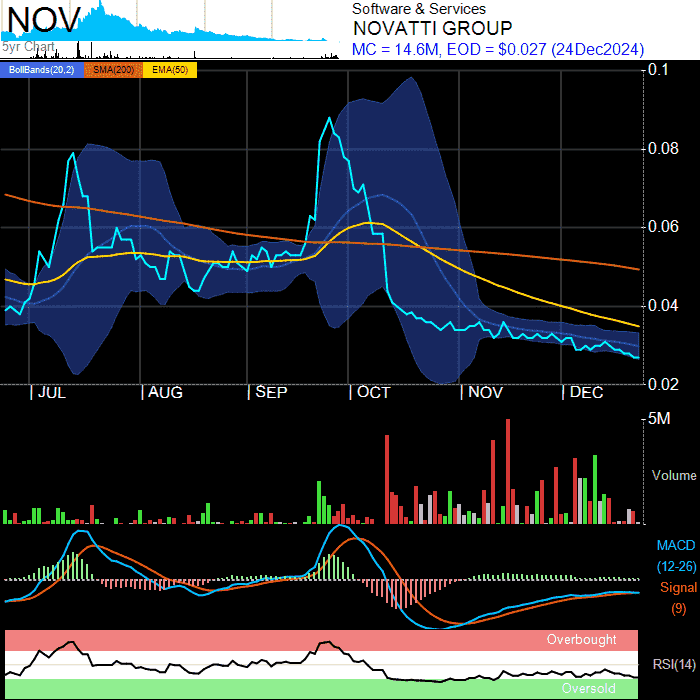 NOV
5yr Chart
Software & Services
NOVATTI GROUP
MC = 14.6M, EOD = $0.027 (24Dec2024)
BollBands(20,2) SMA(200) EMA(50)
0.1
0.08
0.06
0.04
0.02
JUL AUG SEP OCT NOV DEC
5M
Volume
MACD
(12-26)
Signal
(9)
Overbought
RSI(14)
Oversold